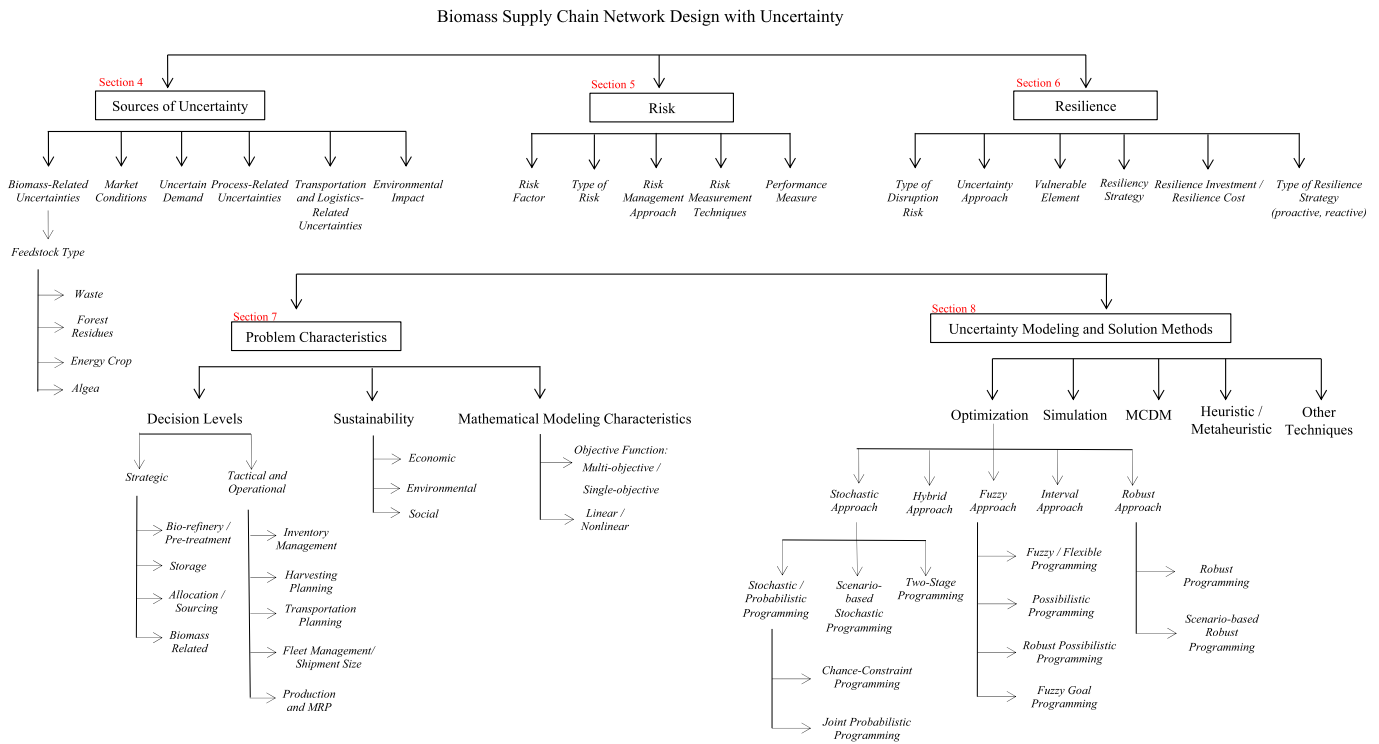 Biomass Supply Chain Network Design with Uncertainty
Section 4
Sources of Uncertainty
Section 5
Risk
Section 6
Resilience
Biomass-Related
Uncertainties
Market
Conditions
Uncertain
Demand
Process-Related
Uncertainties
Transportation
and Logistics-
Related
Uncertainties
Environmental
Impact
Risk
Factor
Type of
Risk
Risk
Management
Approach
Risk
Measurement
Techniques
Performance
Measure
Type of
Disruption
Risk
Uncertainty
Approach
Vulnerable
Element
Resiliency
Strategy
Resilience Investment /
Resilience Cost
Type of Resilience
Strategy
(proactive, reactive)
Feedstock Type
Waste
Forest
Residues
Energy Crop
Algea
Section 7
Problem Characteristics
Section 8
Uncertainty Modeling and Solution Methods
Decision Levels
Sustainability
Mathematical Modeling Characteristics
Strategic
Tactical and
Operational
Bio-refinery /
Pre-treatment
Storage
Allocation /
Sourcing
Biomass
Related
Inventory
Management
Harvesting
Planning
Transportation
Planning
Fleet Management/
Shipment Size
Production
and MRP
Economic
Environmental
Social
Objective Function:
Multi-objective /
Single-objective
Linear /
Nonlinear
Optimization
Simulation
MCDM
Heuristic /
Metaheuristic
Other
Techniques
Stochastic
Approach
Hybrid
Approach
Fuzzy
Approach
Interval
Approach
Robust
Approach
Stochastic /
Probabilistic
Programming
Scenario-
based
Stochastic
Programming
Two-Stage
Programming
Chance-Constraint
Programming
Joint Probabilistic
Programming
Fuzzy / Flexible
Programming
Possibilistic
Programming
Robust Possibilistic
Programming
Fuzzy Goal
Programming
Robust
Programming
Scenario-based
Robust
Programming